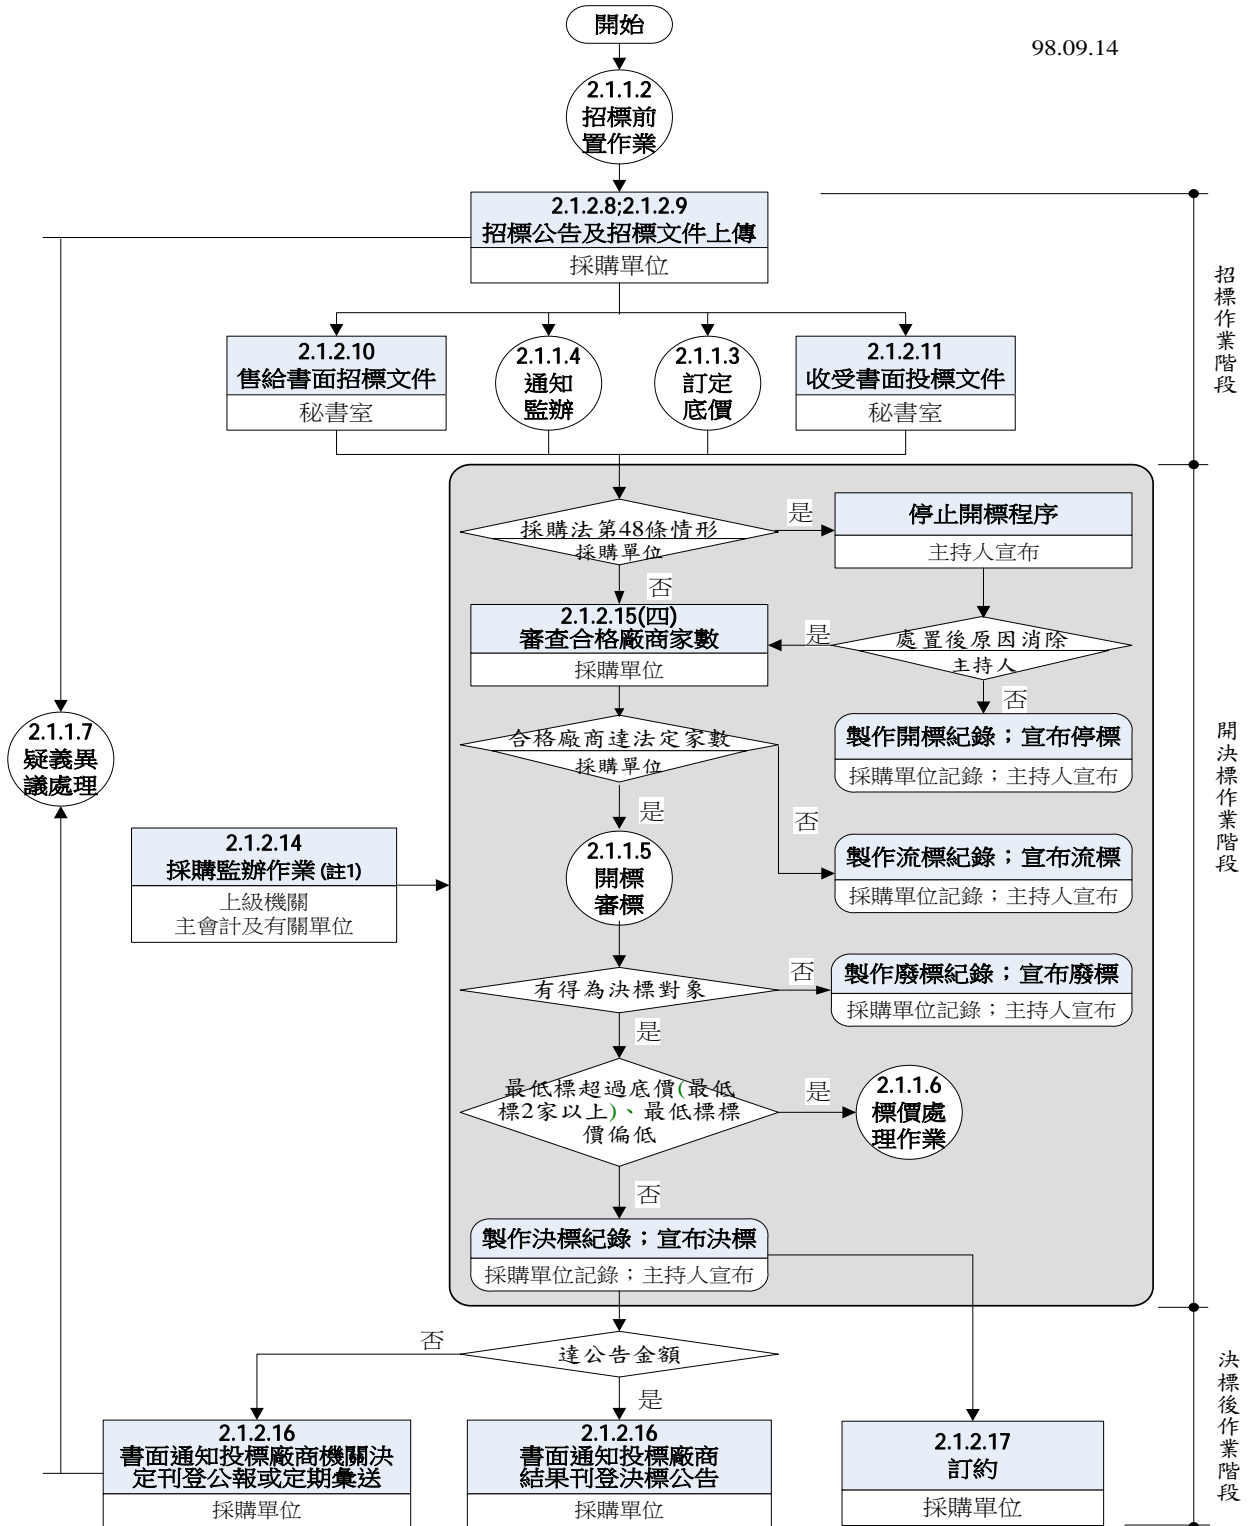 開始
98.09.14
2.1.1.2
招標前
置作業
2.1.2.8;2.1.2.9
招標公告及招標文件上傳
採購單位
招標作業階段
2.1.2.10
售給書面招標文件
秘書室
2.1.1.4
通知
監辦
2.1.1.3
訂定
底價
2.1.2.11
收受書面投標文件
秘書室
採購法第48條情形
採購單位
是
停止開標程序
主持人宣布
否
2.1.2.15(四)
審查合格廠商家數
採購單位
是
處置後原因消除
主持人
否
製作開標紀錄；宣布停標
採購單位記錄；主持人宣布
合格廠商達法定家數
採購單位
2.1.1.7
疑義異
議處理
開決標作業階段
是
否
2.1.2.14
採購監辦作業(註1)
上級機關
主會計及有關單位
2.1.1.5
開標
審標
製作流標紀錄；宣布流標
採購單位記錄；主持人宣布
有得為決標對象
否
製作廢標紀錄；宣布廢標
採購單位記錄；主持人宣布
是
最低標超過底價(最低
標2家以上)、最低標標
價偏低
是
2.1.1.6
標價處
理作業
否
製作決標紀錄；宣布決標
採購單位記錄；主持人宣布
達公告金額
否
是
決標後作業階段
2.1.2.16
書面通知投標廠商機關決
定刊登公報或定期彙送
採購單位
2.1.2.16
書面通知投標廠商
結果刊登決標公告
採購單位
2.1.2.17
訂約
採購單位